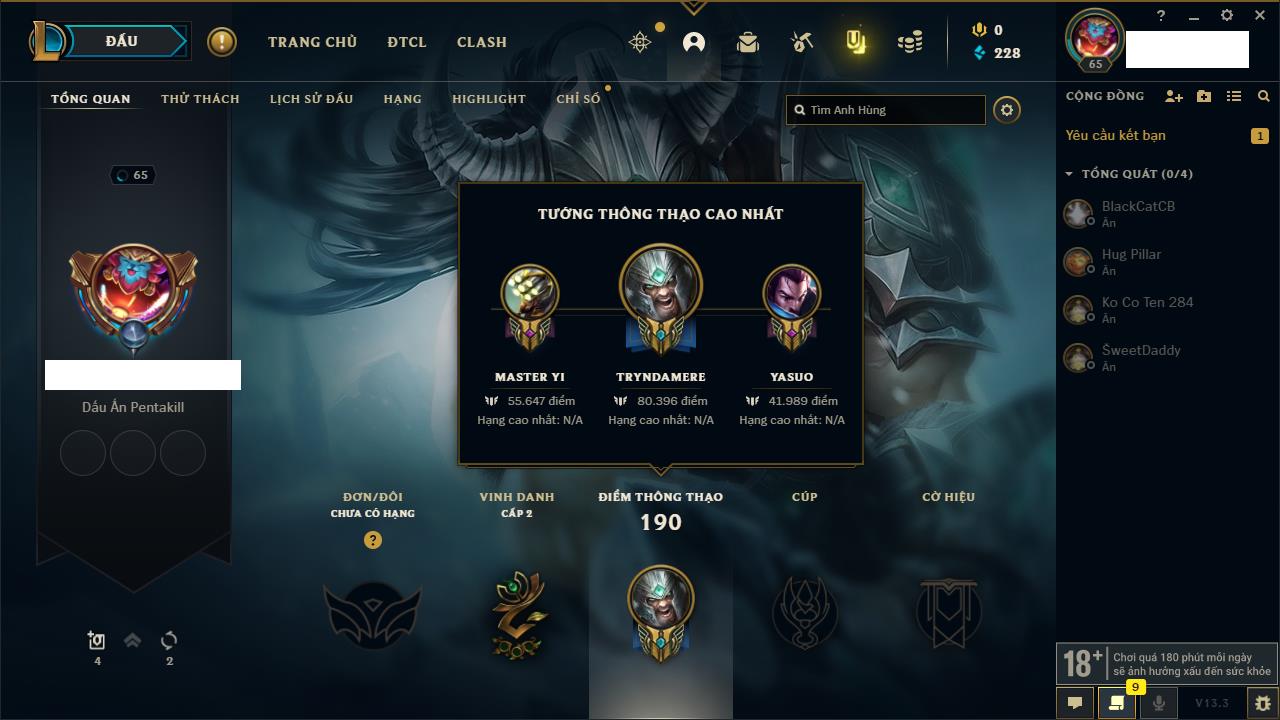 ĐẤU
TRANG CHỦ
ĐTCL
CLASH
0
228
65
TỔNG QUAN
THỬ THÁCH
LỊCH SỬ ĐẤU
HẠNG
HIGHLIGHT
CHỈ SỐ
Tìm Anh Hùng
CỘNG ĐỒNG
Yêu cầu kết bạn
1
TỔNG QUÁT (0/4)
BlackCatCB
Ẩn
Hug Pillar
Ẩn
Ko Co Ten 284
Ẩn
ŠweetDaddy
Ẩn
65
Dấu Ấn Pentakill
TƯỚNG THÔNG THẠO CAO NHẤT
MASTER YI
55.647 điểm
Hạng cao nhất: N/A
TRYNDAMERE
80.396 điểm
Hạng cao nhất: N/A
YASUO
41.989 điểm
Hạng cao nhất: N/A
ĐƠN/ĐÔI
CHƯA CÓ HẠNG
?
VINH DANH
CẤP 2
ĐIỂM THÔNG THẠO
190
CÚP
CỜ HIỆU
4
2
18+
Chơi quá 180 phút mỗi ngày
sẽ ảnh hưởng xấu đến sức khỏe
9
V13.3